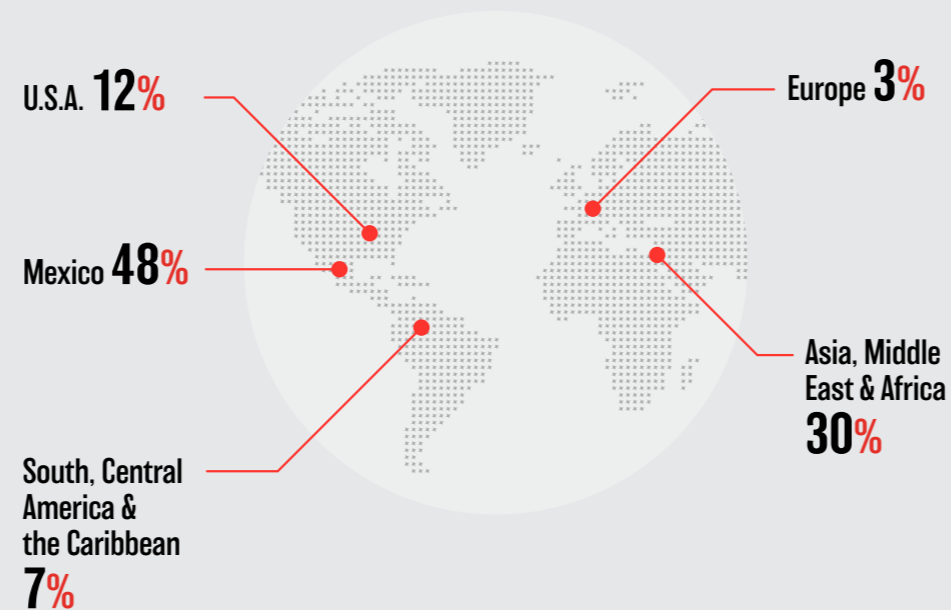 U.S.A. 12%
Europe 3%
Mexico 48%
Asia, Middle
East & Africa
30%
South, Central
America &
the Caribbean
7%